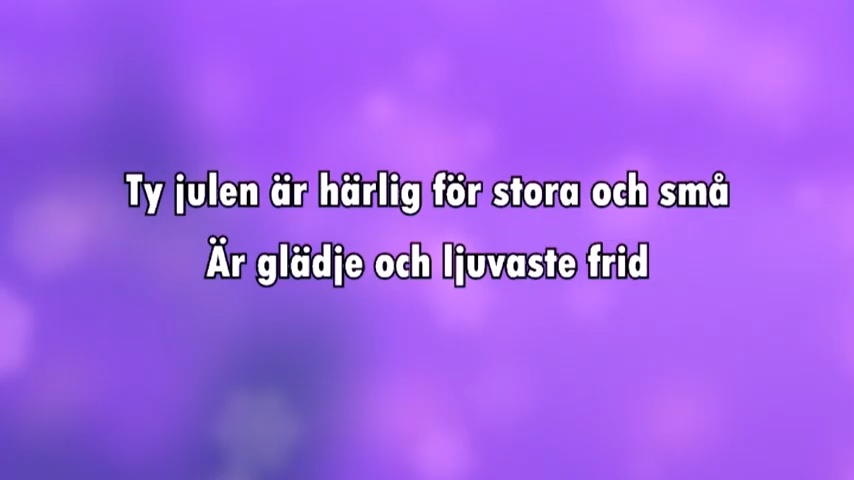 Ty julen är härlig för stora och små
Är glädje och ljuvaste frid